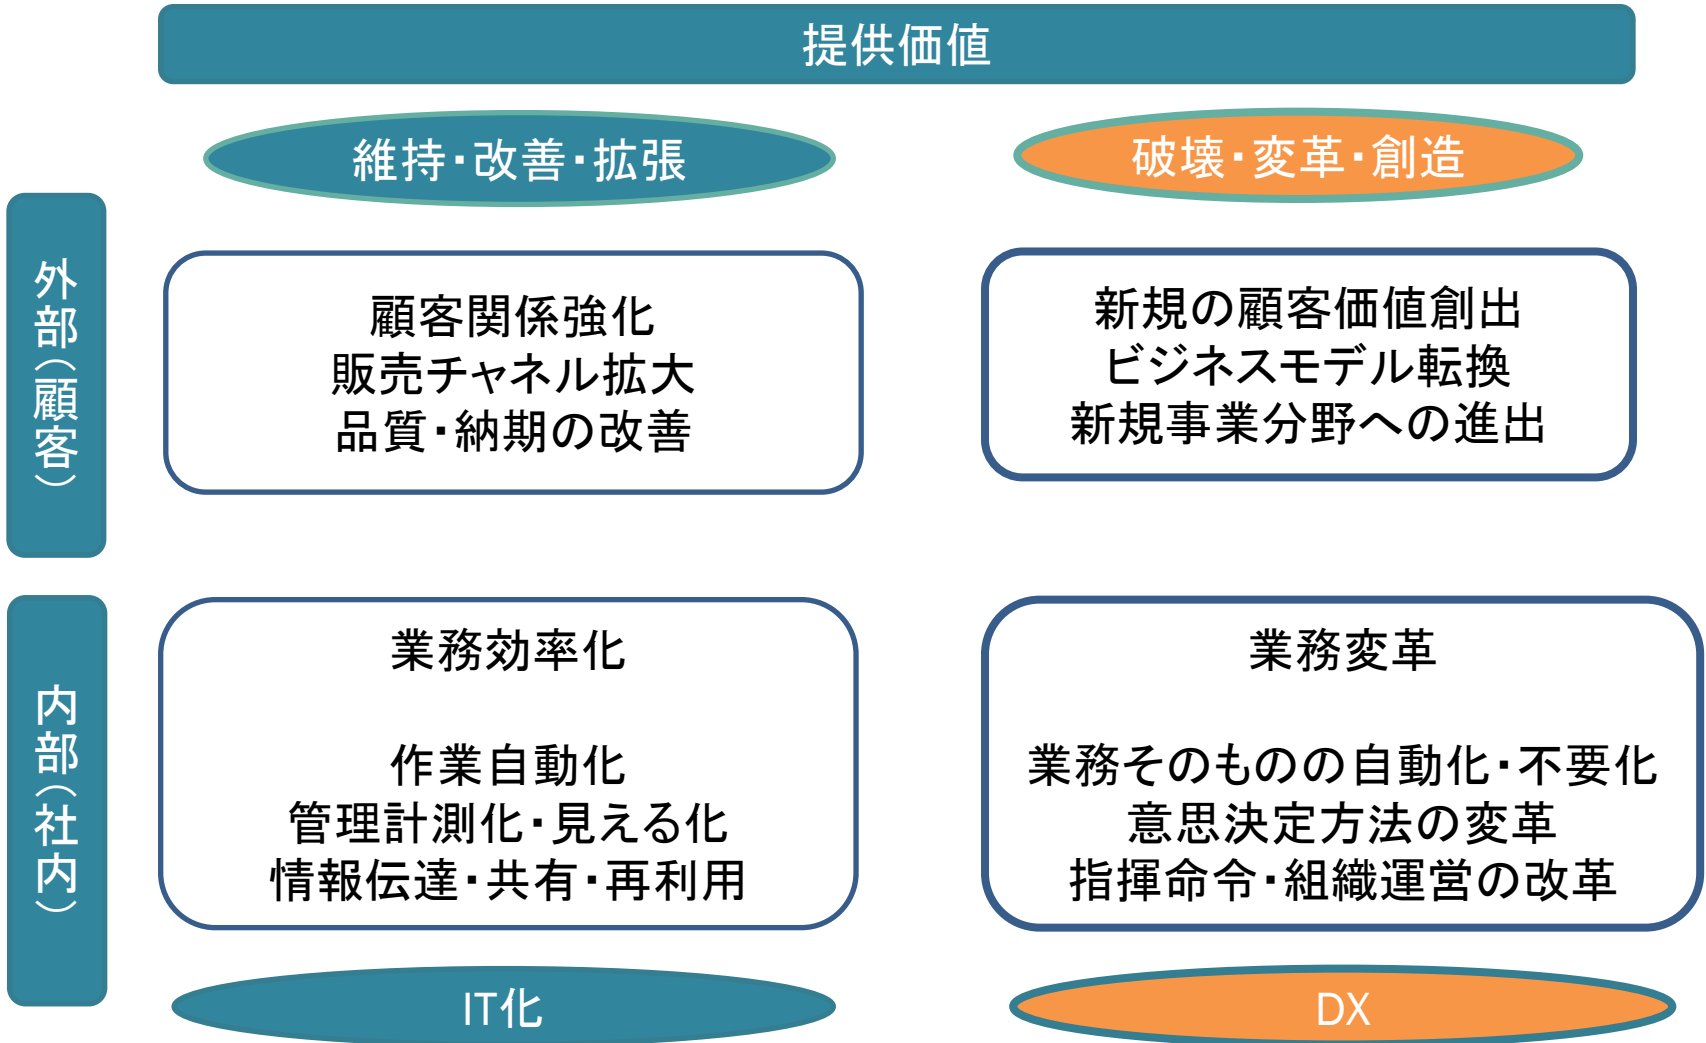 提供価値
維持・改善・拡張
破壊・変革・創造
外部（顧客）
顧客関係強化
販売チャネル拡大
品質・納期の改善
新規の顧客価値創出
ビジネスモデル転換
新規事業分野への進出
内部（社内）
業務効率化
作業自動化
管理計測化・見える化
情報伝達・共有・再利用
業務変革
業務そのものの自動化・不要化
意思決定方法の変革
指揮命令・組織運営の改革
IT化
DX